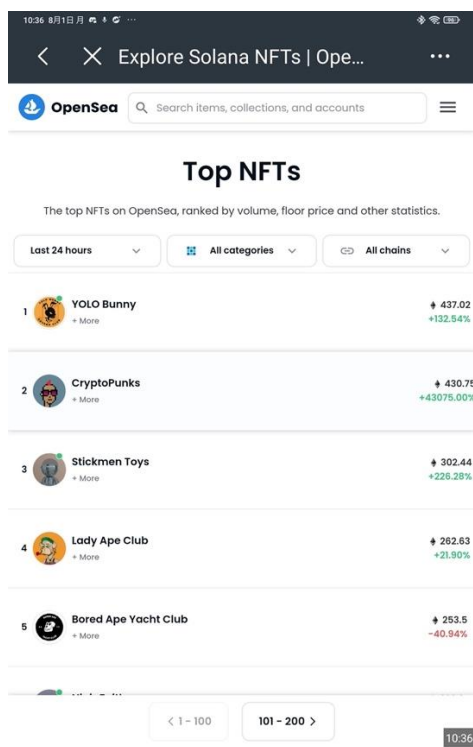 10:36 8月1日 月
Explore Solana NFTs | Ope...
OpenSea
Search items, collections, and accounts
Top NFTs
The top NFTs on OpenSea, ranked by volume, floor price and other statistics.
Last 24 hours All categories All chains
1 YOLO Bunny 437.02
+ More +132.54%
2 CryptoPunks 430.75
+ More +43075.00%
3 Stickmen Toys 302.44
+ More +226.28%
4 Lady Ape Club 262.63
+ More +21.90%
5 Bored Ape Yacht Club 253.5
+ More -40.94%
< 1 - 100 101 - 200 >
10:36